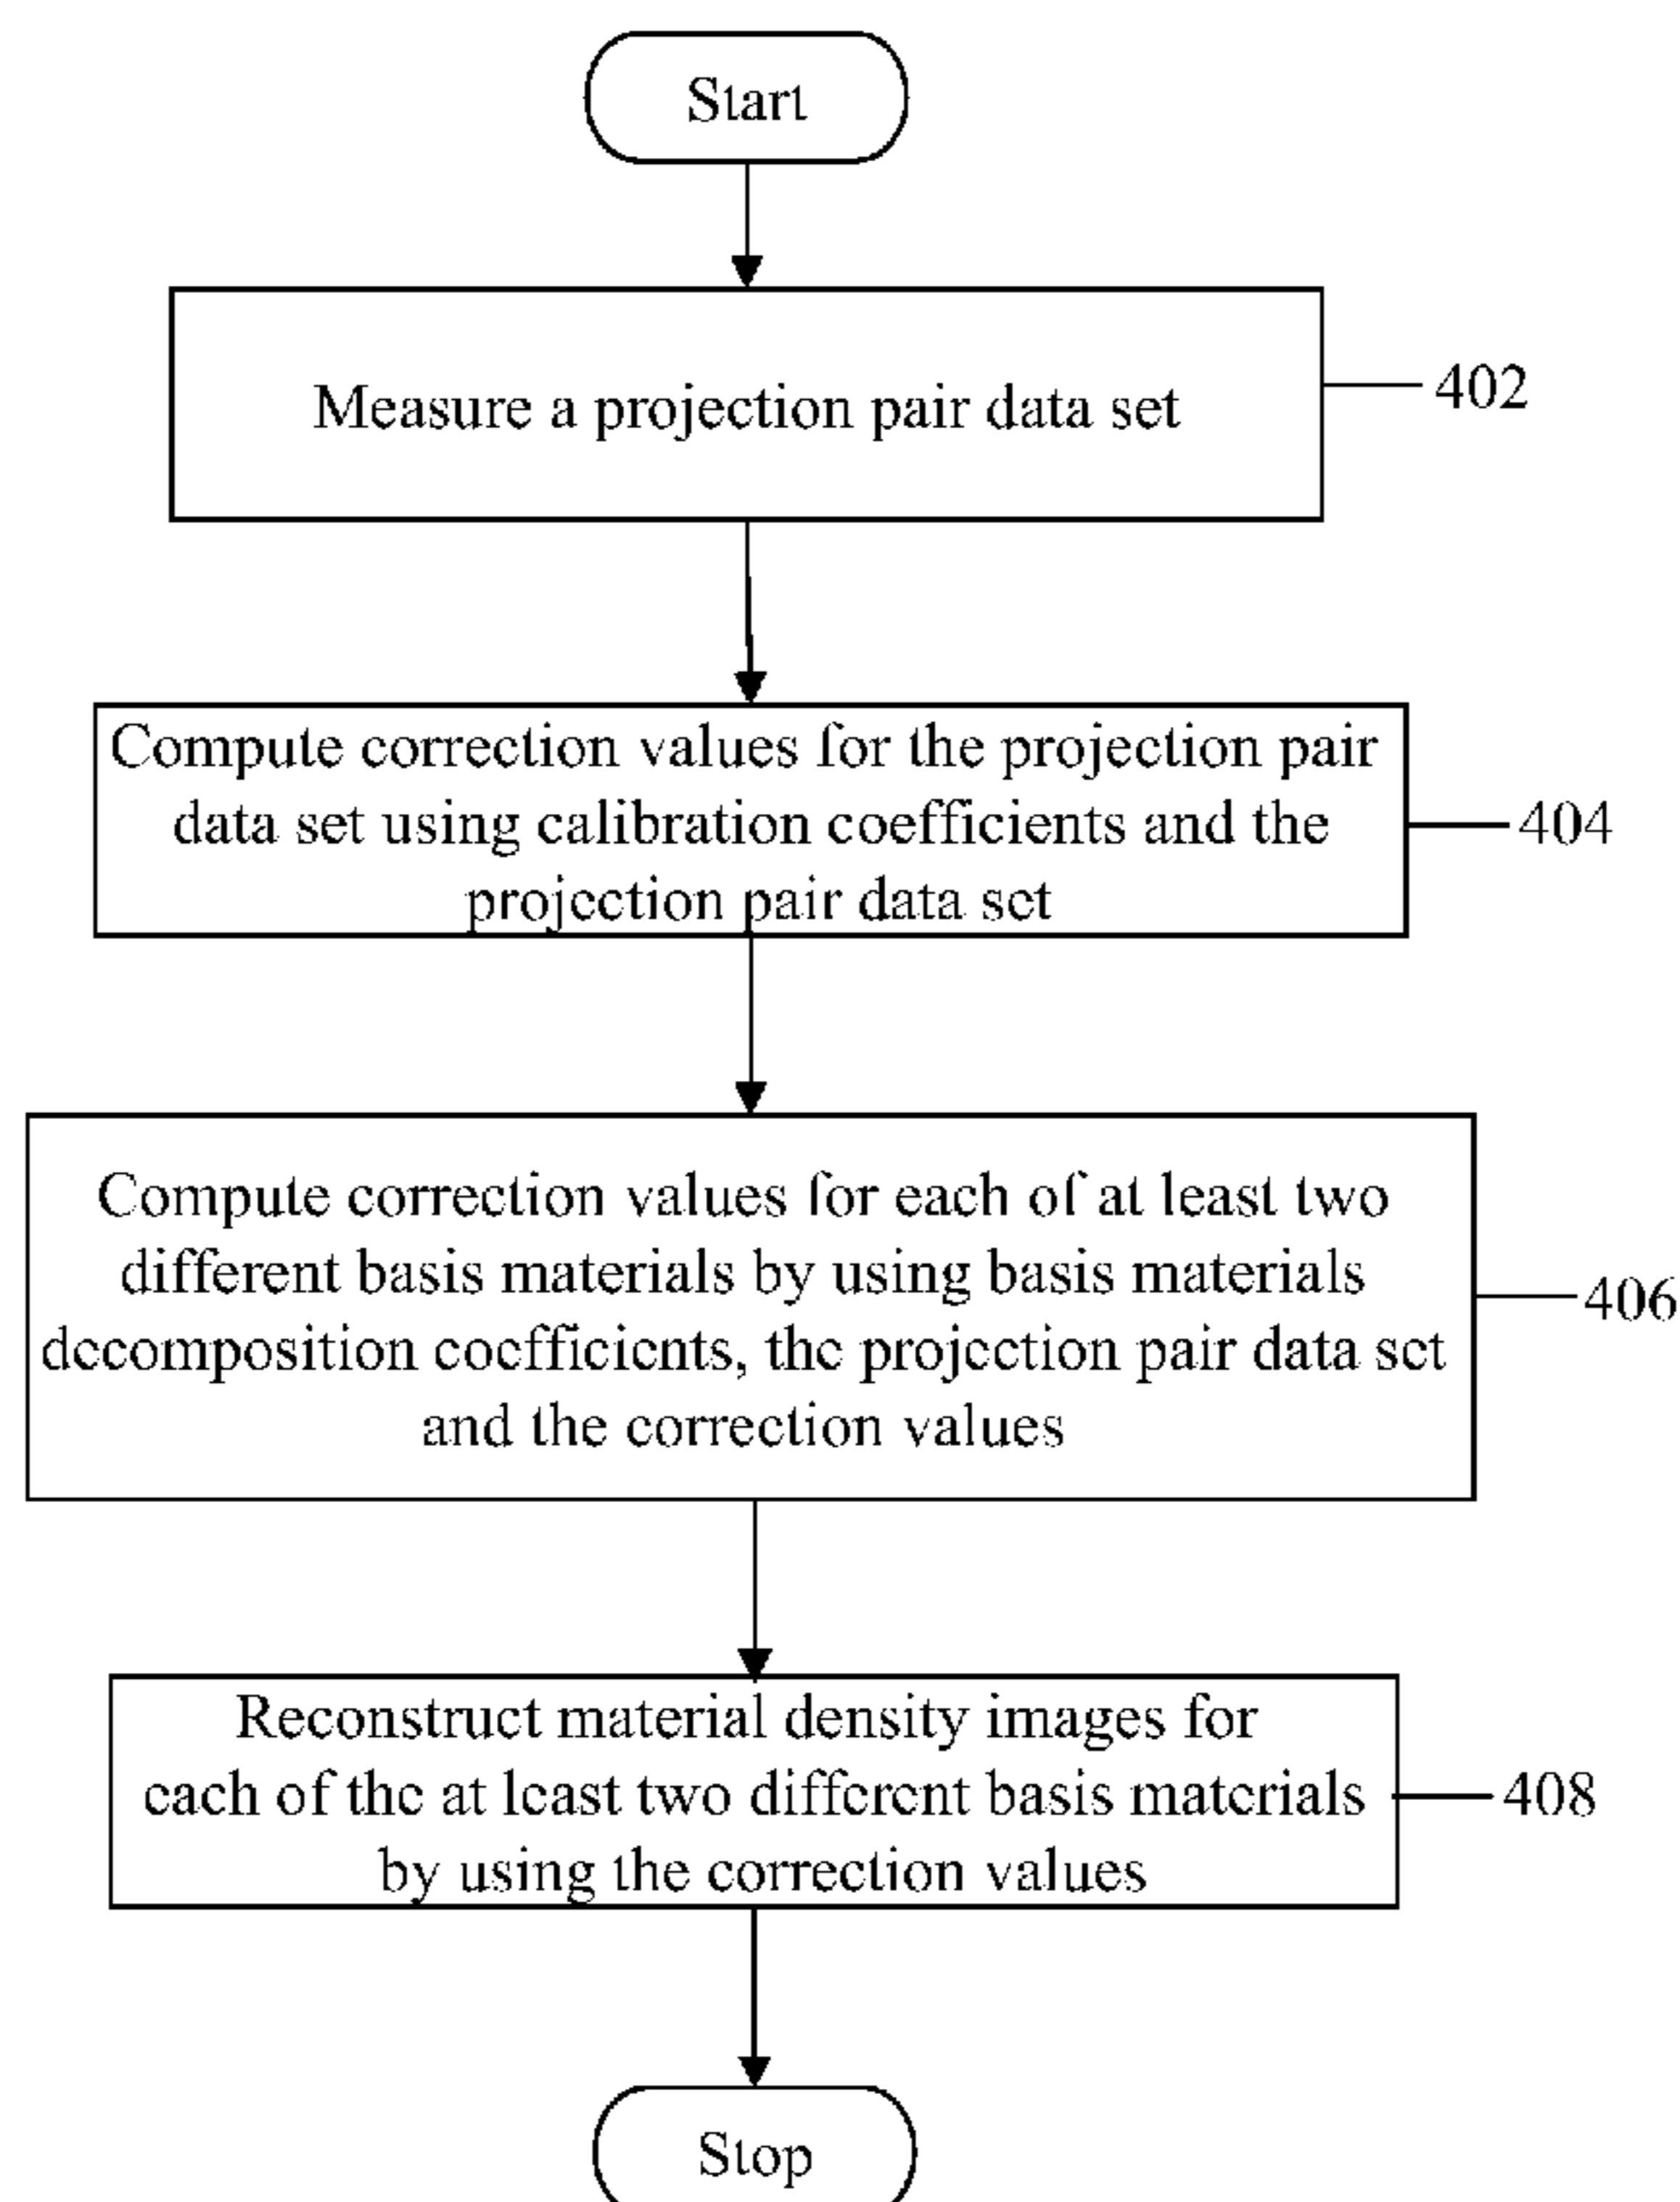 Start
Measure a projection pair data set
402
Compute correction values for the projection pair
data set using calibration coefficients and the
projection pair data set
404
Compute correction values for each of at least two
different basis materials by using basis materials
decomposition coefficients, the projection pair data set
and the correction values
406
Reconstruct material density images for
each of the at least two different basis materials
by using the correction values
408
Stop